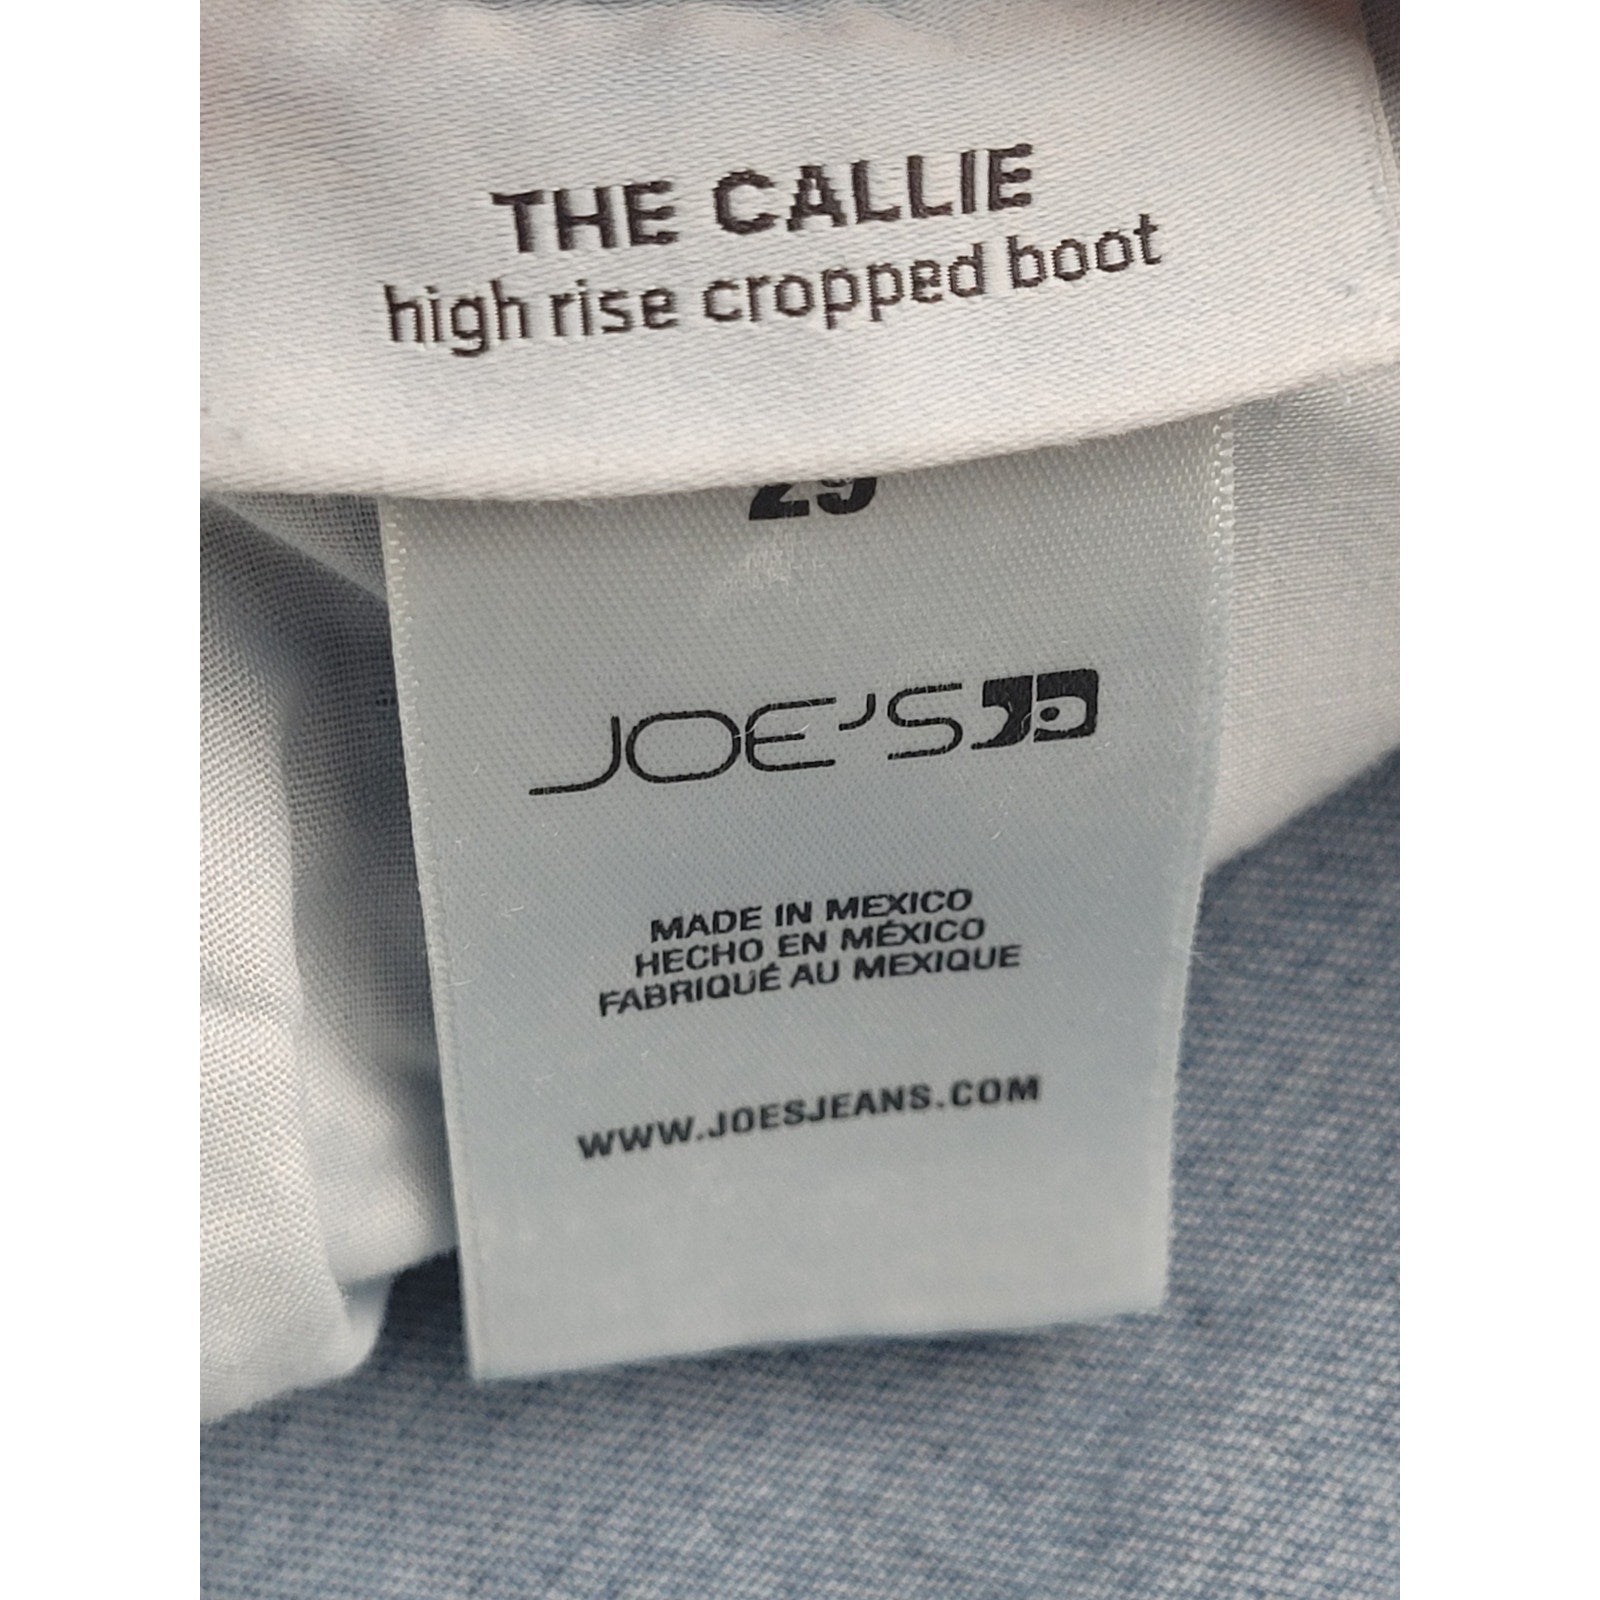 THE CALLIE
high rise cropped boot
29
JOE'S
MADE IN MEXICO
HECHO EN MÉXICO
FABRIQUÉ AU MEXIQUE
WWW.JOESJEANS.COM